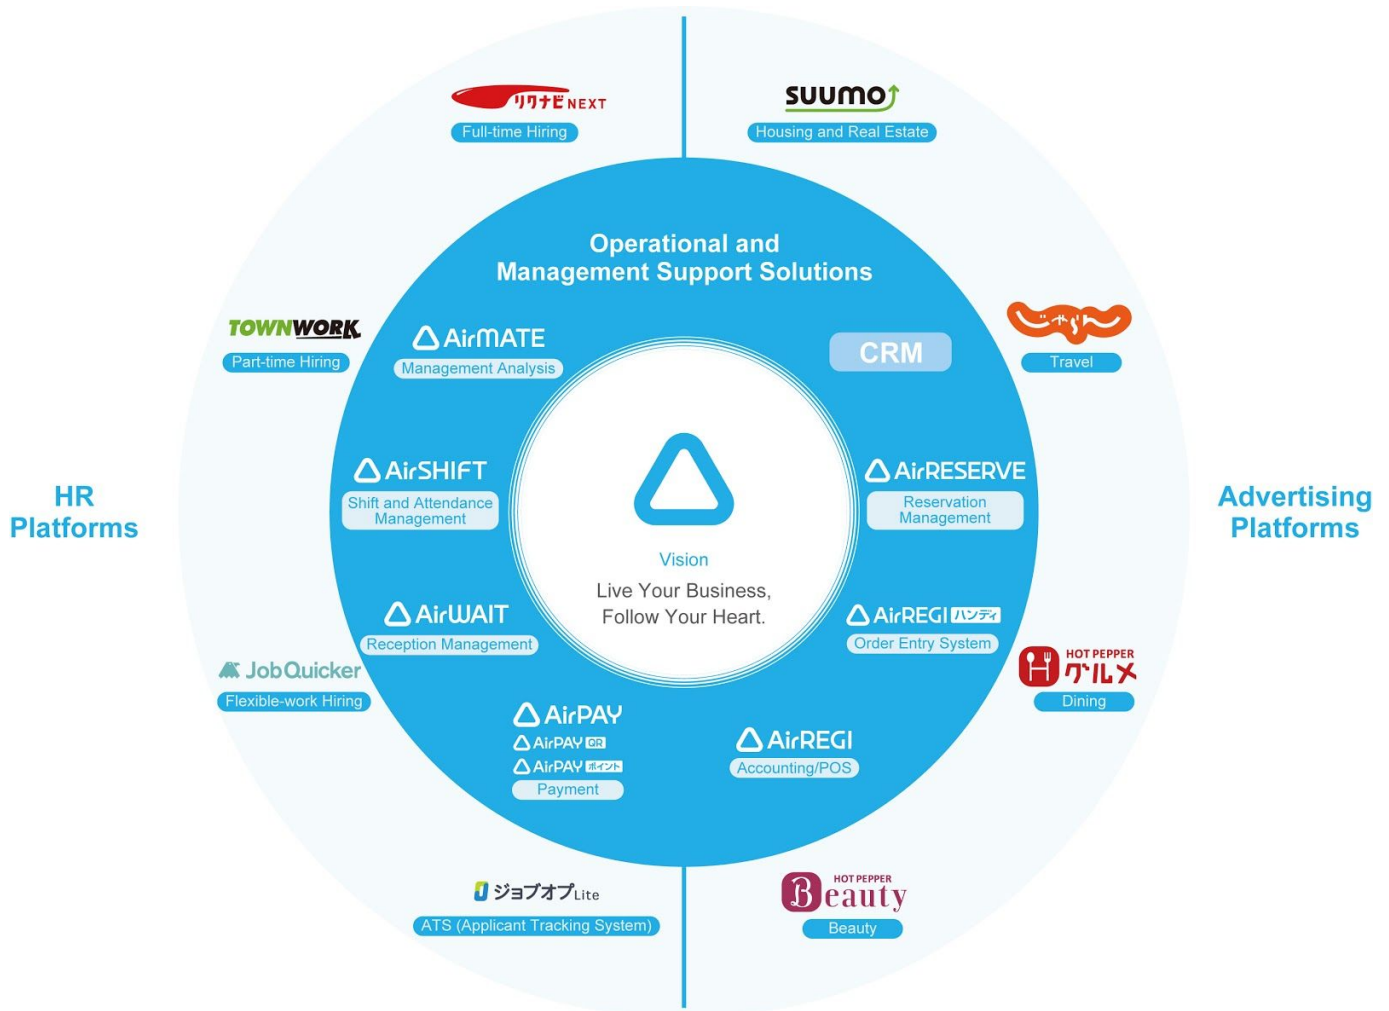 リクナビNEXT
Full-time Hiring
SUUMO
Housing and Real Estate
Operational and
Management Support Solutions
TOWNWORK
Part-time Hiring
AirMATE
Management Analysis
CRM
じゃらん
Travel
HR
Platforms
AirSHIFT
Shift and Attendance
Management
Vision
Live Your Business,
Follow Your Heart.
AirRESERVE
Reservation
Management
Advertising
Platforms
AirWAIT
Reception Management
AirREGI ハンディ
Order Entry System
JobQuicker
Flexible-work Hiring
HOT PEPPER
グルメ
Dining
AirPAY
AirPAY QR
AirPAY ポイント
Payment
AirREGI
Accounting/POS
ジョブオプLite
ATS (Applicant Tracking System)
HOT PEPPER
Beauty
Beauty